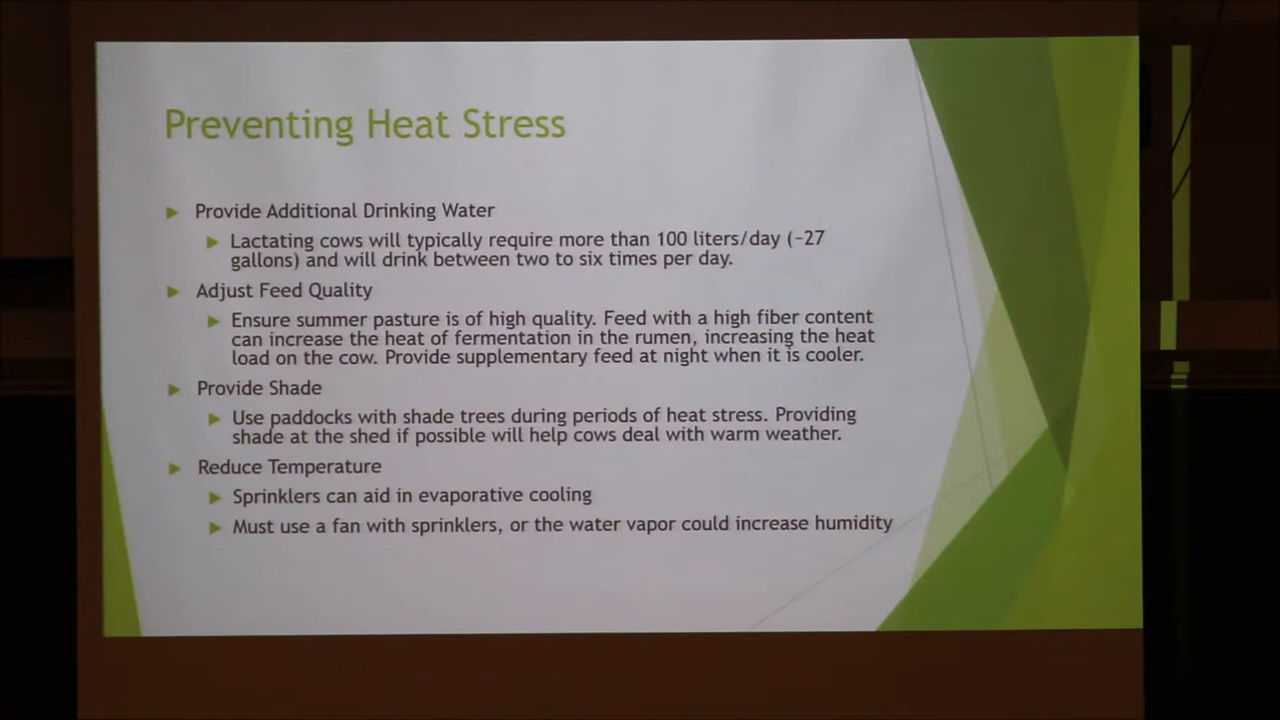 Preventing Heat Stress
Provide Additional Drinking Water
Lactating cows will typically require more than 100 liters/day (~27
gallons) and will drink between two to six times per day.
Adjust Feed Quality
Ensure summer pasture is of high quality. Feed with a high fiber content
can increase the heat of fermentation in the rumen, increasing the heat
load on the cow. Provide supplementary feed at night when it is cooler.
Provide Shade
Use paddocks with shade trees during periods of heat stress. Providing
shade at the shed if possible will help cows deal with warm weather.
Reduce Temperature
Sprinklers can aid in evaporative cooling
Must use a fan with sprinklers, or the water vapor could increase humidity